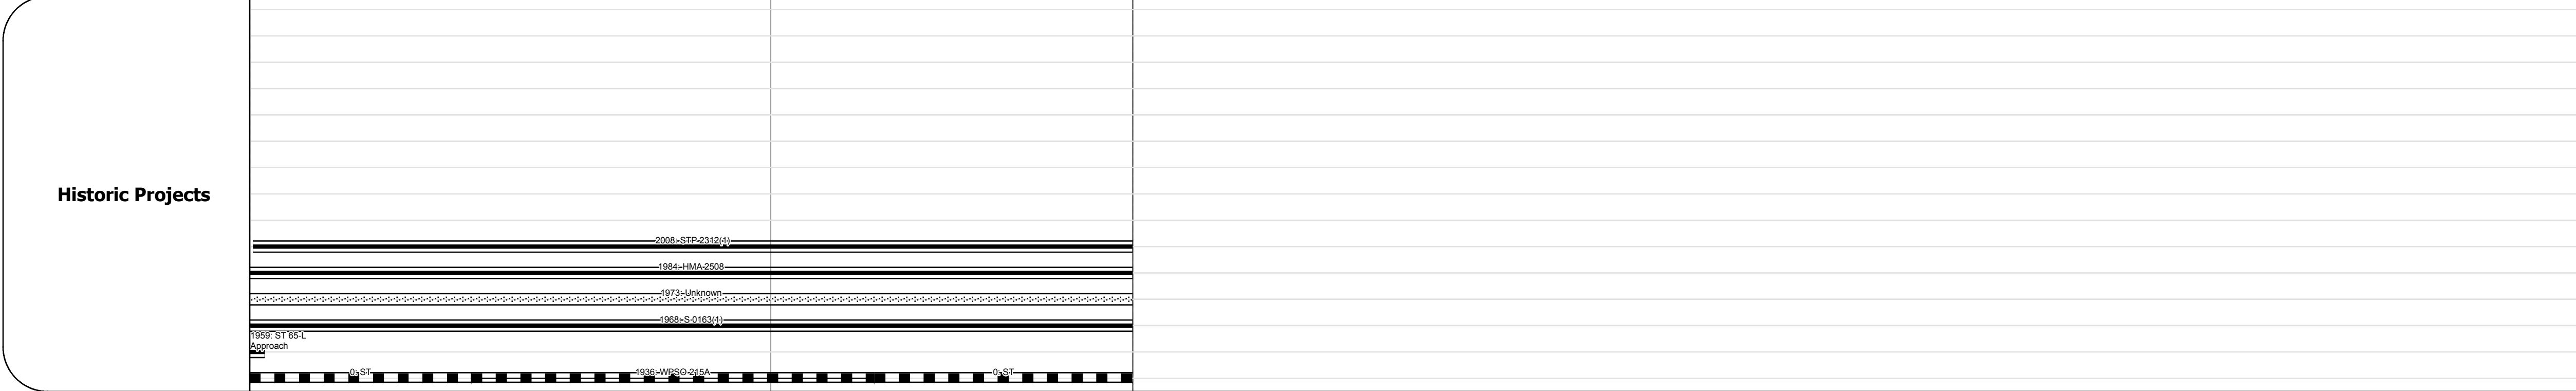 Historic Projects
2008: STP-2312(1)
1984: HMA-2508
1973: Unknown
1968: S-0163(1)
1959: ST 65-L
Approach
0: ST
1936: WPSO-215A
0: ST